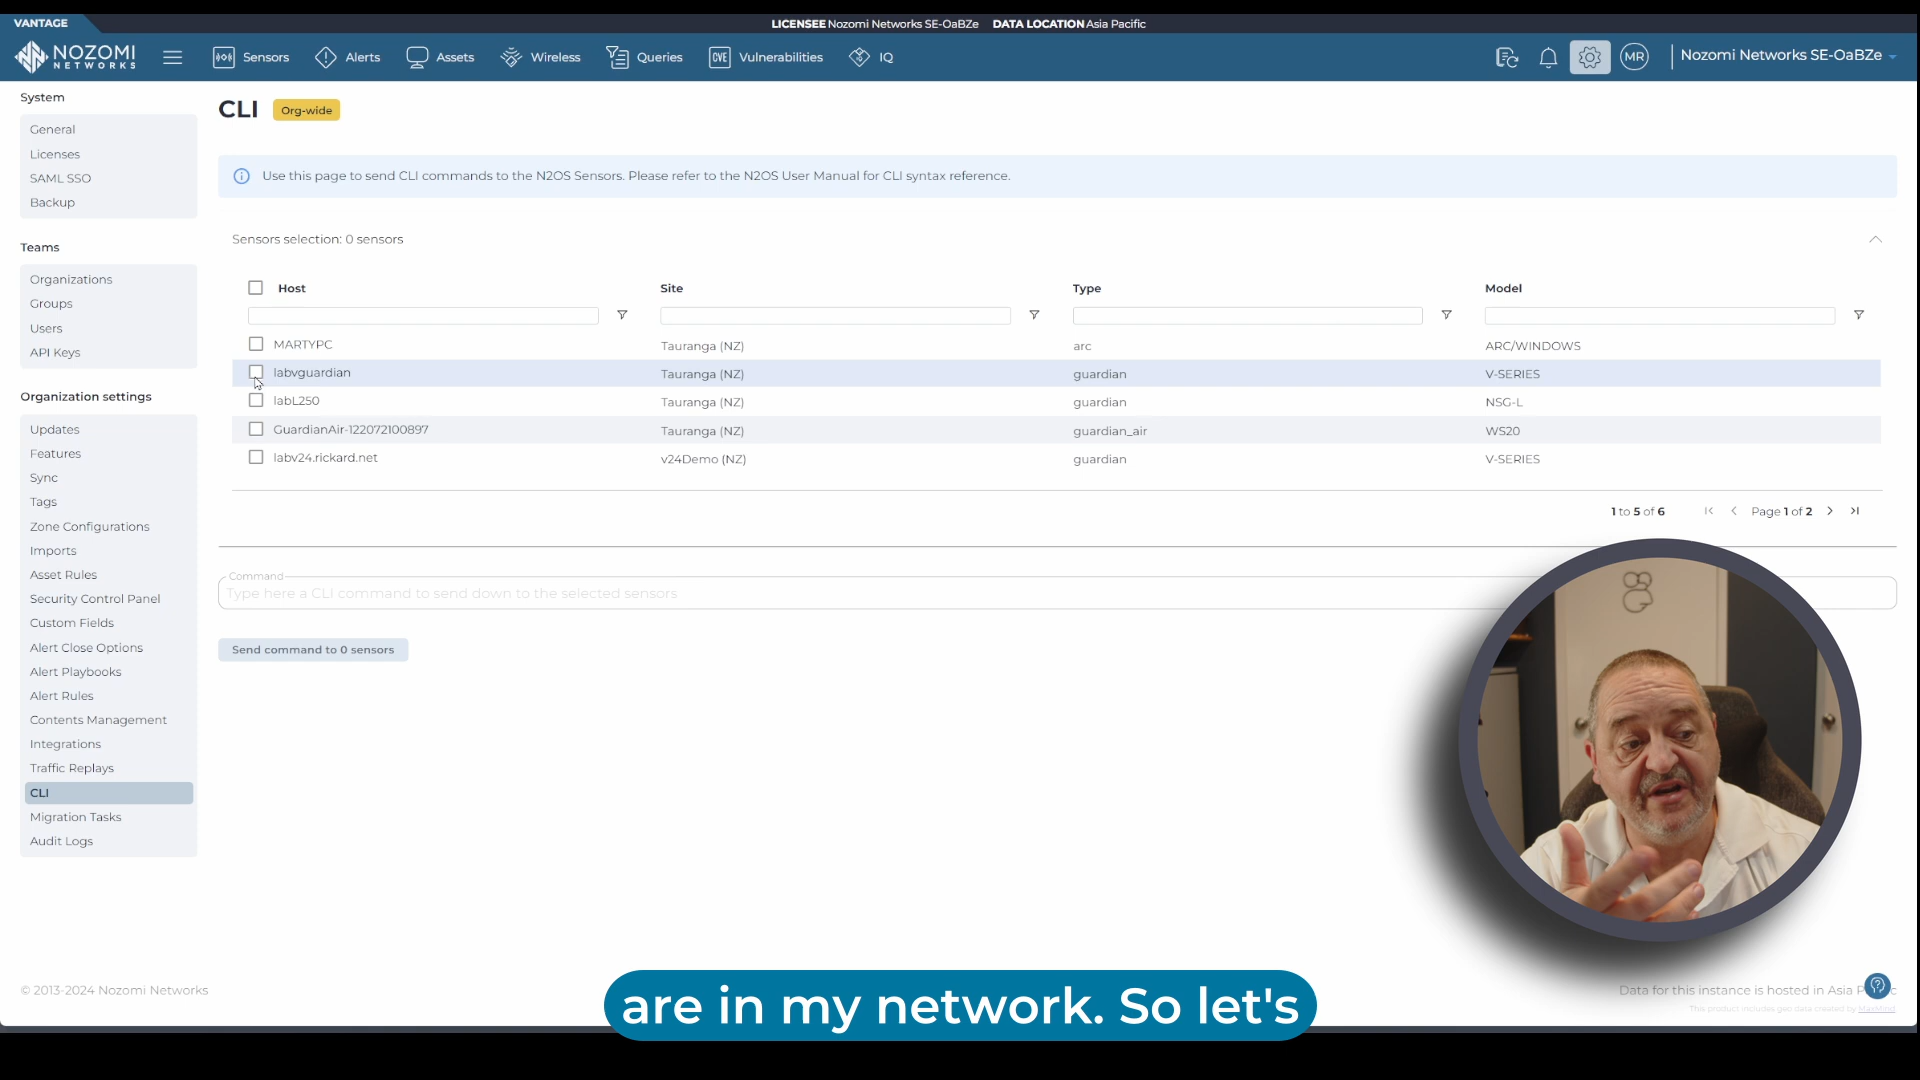 VANTAGE
LICENSEE Nozomi Networks SE-OaBZe DATA LOCATION Asia Pacific
NOZOMI NETWORKS Sensors Alerts Assets Wireless Queries CVE Vulnerabilities IQ MR Nozomi Networks SE-OaBZe
System
General
Licenses
SAML SSO
Backup
Teams
Organizations
Groups
Users
API Keys
Organization settings
Updates
Features
Sync
Tags
Zone Configurations
Imports
Asset Rules
Security Control Panel
Custom Fields
Alert Close Options
Alert Playbooks
Alert Rules
Contents Management
Integrations
Traffic Replays
CLI
Migration Tasks
Audit Logs
CLI Org-wide
Use this page to send CLI commands to the N2OS Sensors. Please refer to the N2OS User Manual for CLI syntax reference.
Sensors selection: 0 sensors
Host Site Type Model
MARTYPC Tauranga (NZ) arc ARC/WINDOWS
labvguardian Tauranga (NZ) guardian V-SERIES
labL250 Tauranga (NZ) guardian NSG-L
GuardianAir-122072100897 Tauranga (NZ) guardian_air WS20
labv24.rickard.net v24Demo (NZ) guardian V-SERIES
1 to 5 of 6 Page 1 of 2
Command
Type here a CLI command to send down to the selected sensors
Send command to 0 sensors
© 2013-2024 Nozomi Networks
Data for this instance is hosted in Asia
This product includes geo data created by MaxMind
are in my network. So let's